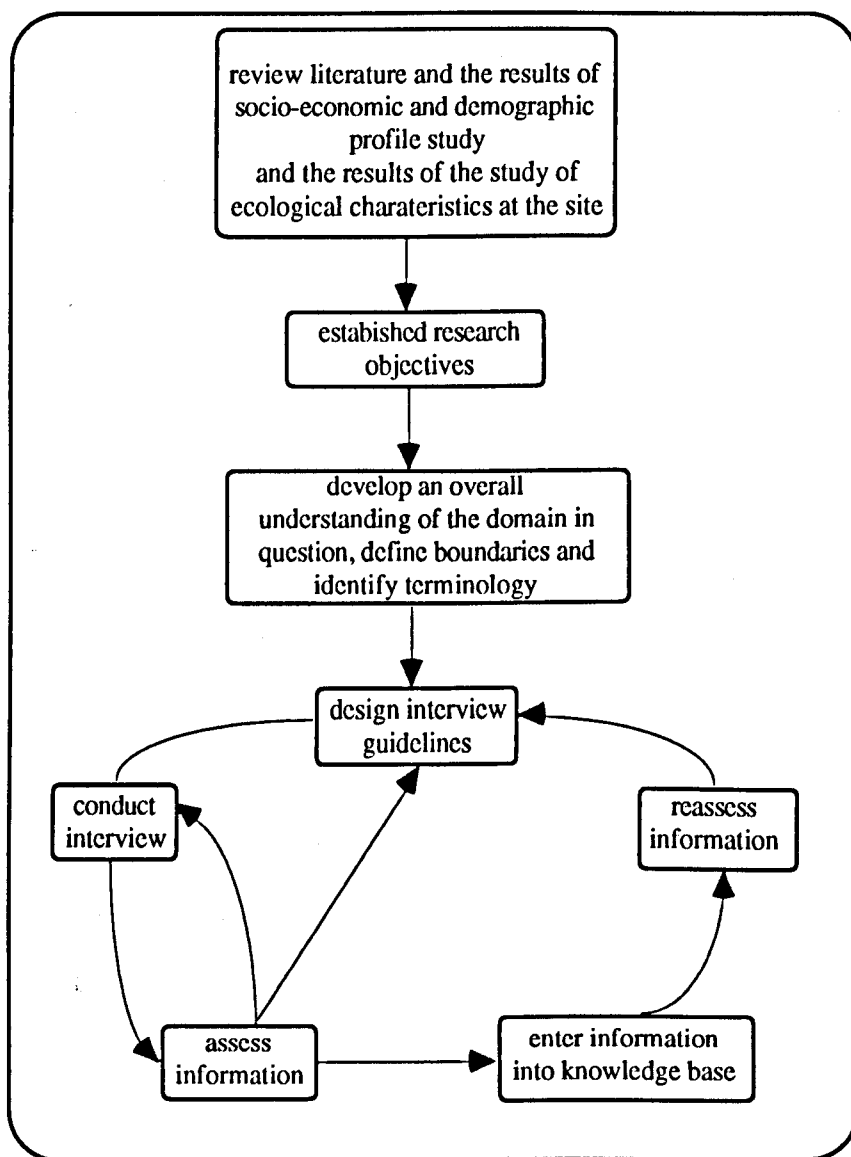 review literature and the results of
socio-economic and demographic
profile study
and the results of the study of
ecological charateristics at the site
estabished research
objectives
develop an overall
understanding of the domain in
question, define boundaries and
identify terminology
design interview
guidelines
conduct
interview
reassess
information
assess
information
enter information
into knowledge base